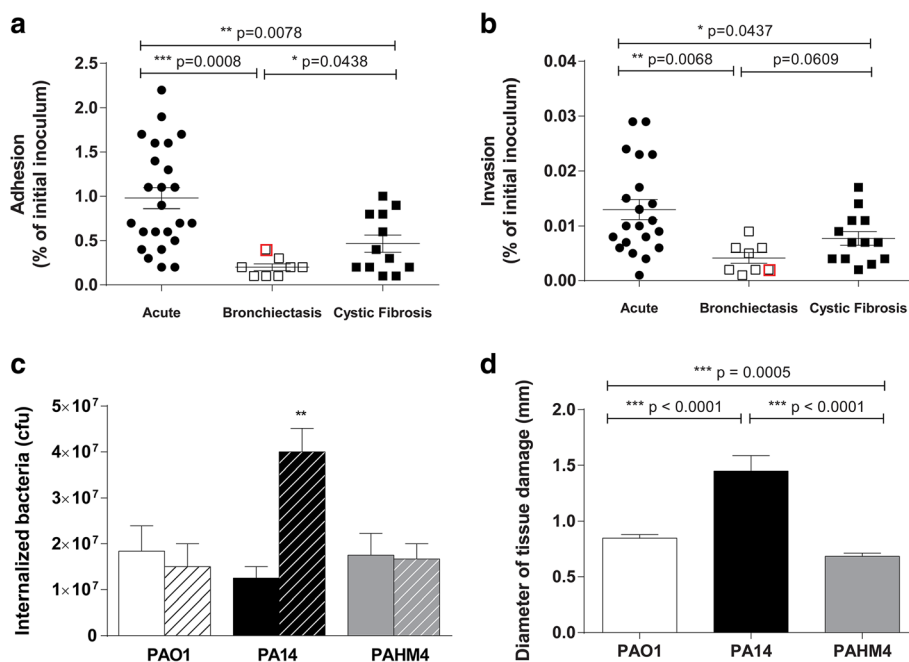 a
** p=0.0078
*** p=0.0008
* p=0.0438
Adhesion
(% of initial inoculum)
2.5
2.0
1.5
1.0
0.5
0.0
Acute
Bronchiectasis
Cystic Fibrosis
b
* p=0.0437
** p=0.0068
p=0.0609
Invasion
(% of initial inoculum)
0.04
0.03
0.02
0.01
0.00
Acute
Bronchiectasis
Cystic Fibrosis
c
Internalized bacteria (cfu)
5×10⁷
4×10⁷
3×10⁷
2×10⁷
1×10⁷
0
**
PAO1
PA14
PAHM4
d
*** p = 0.0005
*** p < 0.0001
*** p < 0.0001
Diameter of tissue damage (mm)
2.0
1.5
1.0
0.5
0.0
PAO1
PA14
PAHM4